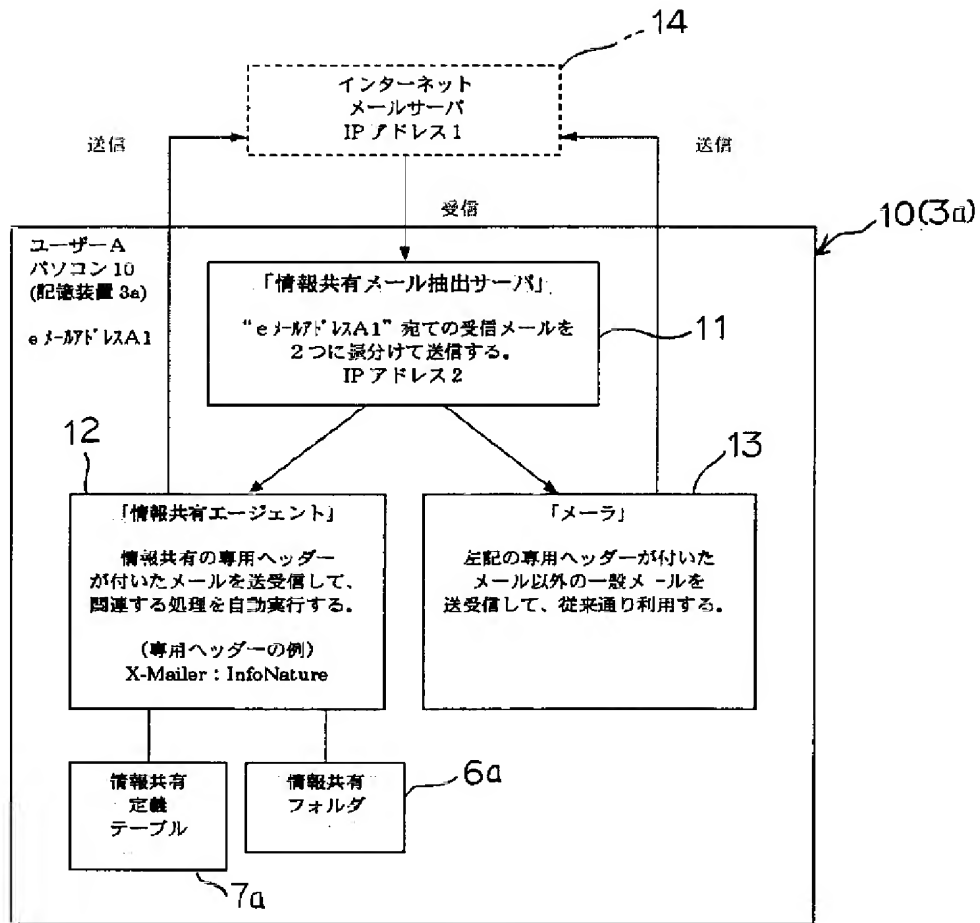 14
インターネット
メールサーバ
IPアドレス1
送信
送信
受信
10(3a)
ユーザーA
パソコン10
(記憶装置3a)
eメールアドレスA1
「情報共有メール抽出サーバ」
“eメールアドレスA1”宛ての受信メールを
2つに振分けて送信する。
IPアドレス2
11
12
13
「情報共有エージェント」
情報共有の専用ヘッダー
が付いたメールを送受信して、
関連する処理を自動実行する。
(専用ヘッダーの例)
X-Mailer:InfoNature
「メーラ」
左記の専用ヘッダーが付いた
メール以外の一般メールを
送受信して、従来通り利用する。
情報共有
定義
テーブル
情報共有
フォルダ
6a
7a